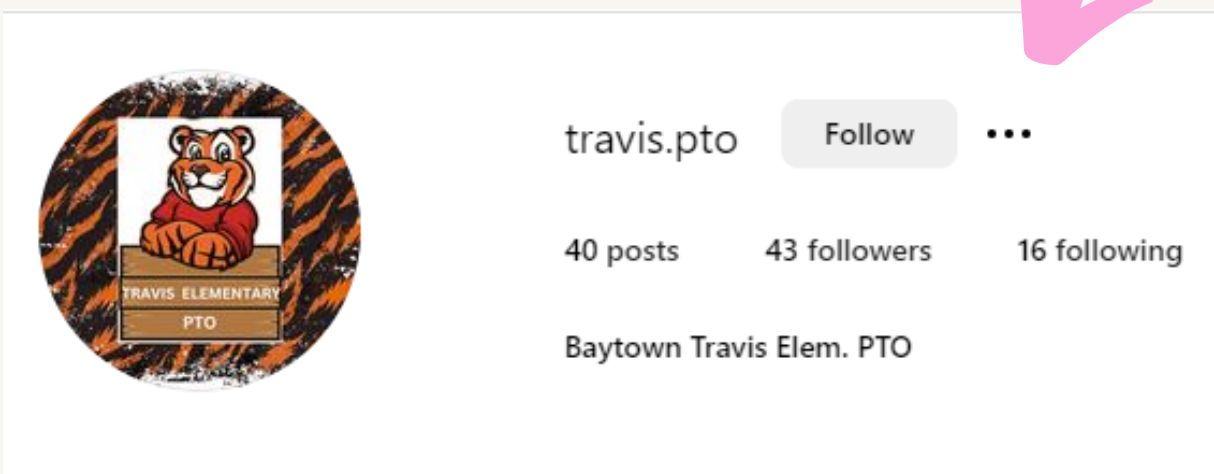 travis.pto Follow
40 posts 43 followers 16 following
Baytown Travis Elem. PTO
TRAVIS ELEMENTARY
PTO